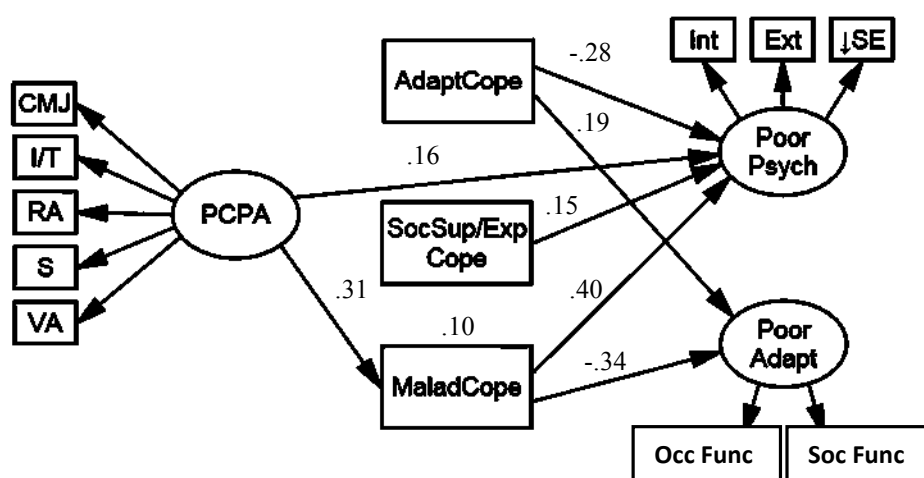 Int
Ext
↓SE
-.28
AdaptCope
CMJ
.19
Poor
Psych
I/T
.16
RA
PCPA
.15
SocSup/Exp
Cope
S
.31
.40
VA
.10
Poor
Adapt
-.34
MaladCope
Occ Func
Soc Func